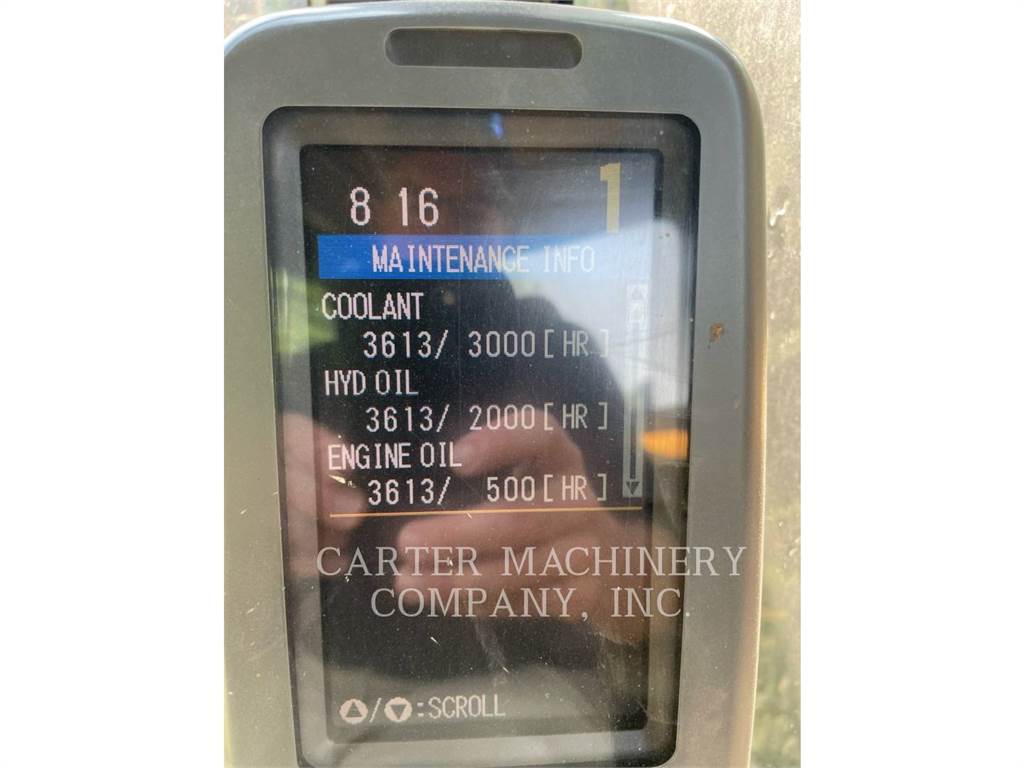 8 16 1
MAINTENANCE INFO
COOLANT
3613/ 3000[HR]
HYD OIL
3613/ 2000[HR]
ENGINE OIL
3613/ 500[HR]
CARTER MACHINERY
COMPANY, INC.
▲/▼:SCROLL